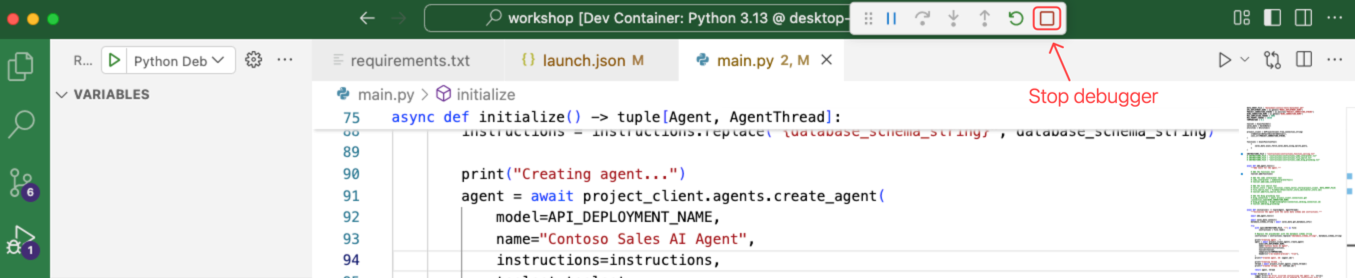 workshop [Dev Container: Python 3.13 @ desktop-
R... Python Deb
requirements.txt
{} launch.json M
main.py 2, M
VARIABLES
main.py > initialize
Stop debugger
75 async def initialize() -> tuple[Agent, AgentThread]:
88 instructions = instructions.replace("{database_schema_string}", database_schema_string)
89
90 print("Creating agent...")
91 agent = await project_client.agents.create_agent(
92 model=API_DEPLOYMENT_NAME,
93 name="Contoso Sales AI Agent",
94 instructions=instructions,
6
1